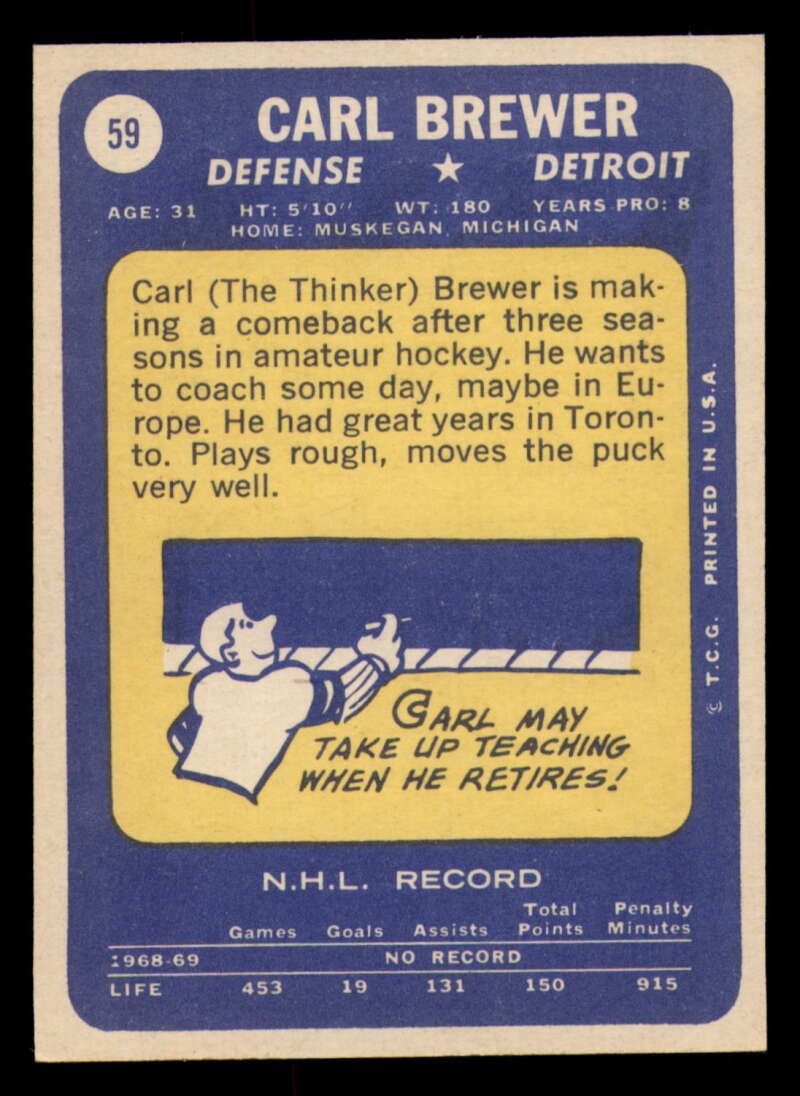 59
CARL BREWER
DEFENSE ★ DETROIT
AGE: 31 HT: 5'10" WT: 180 YEARS PRO: 8
HOME: MUSKEGAN, MICHIGAN
Carl (The Thinker) Brewer is mak-
ing a comeback after three sea-
sons in amateur hockey. He wants
to coach some day, maybe in Eu-
rope. He had great years in Toron-
to. Plays rough, moves the puck
very well.
CARL MAY
TAKE UP TEACHING
WHEN HE RETIRES!
© T.C.G. PRINTED IN U.S.A.
N.H.L. RECORD
Games Goals Assists Total Points Penalty Minutes
1968-69 NO RECORD
LIFE 453 19 131 150 915